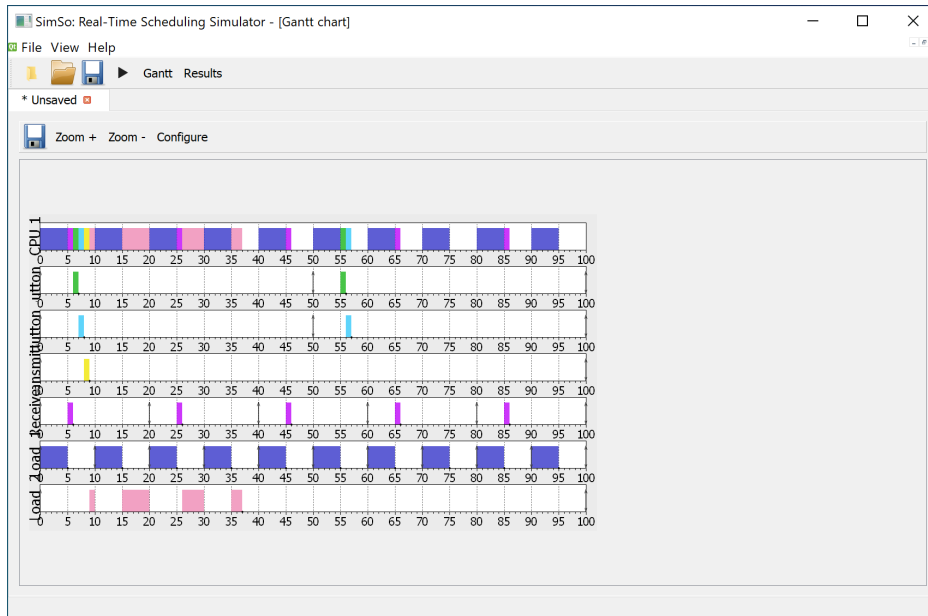 SimSo: Real-Time Scheduling Simulator - [Gantt chart]
File View Help
Gantt Results
* Unsaved
Zoom + Zoom - Configure
CPU 1
0 5 10 15 20 25 30 35 40 45 50 55 60 65 70 75 80 85 90 95 100
utton
0 5 10 15 20 25 30 35 40 45 50 55 60 65 70 75 80 85 90 95 100
utton
0 5 10 15 20 25 30 35 40 45 50 55 60 65 70 75 80 85 90 95 100
nsmit
0 5 10 15 20 25 30 35 40 45 50 55 60 65 70 75 80 85 90 95 100
Receive
0 5 10 15 20 25 30 35 40 45 50 55 60 65 70 75 80 85 90 95 100
Load 1
0 5 10 15 20 25 30 35 40 45 50 55 60 65 70 75 80 85 90 95 100
Load 2
0 5 10 15 20 25 30 35 40 45 50 55 60 65 70 75 80 85 90 95 100